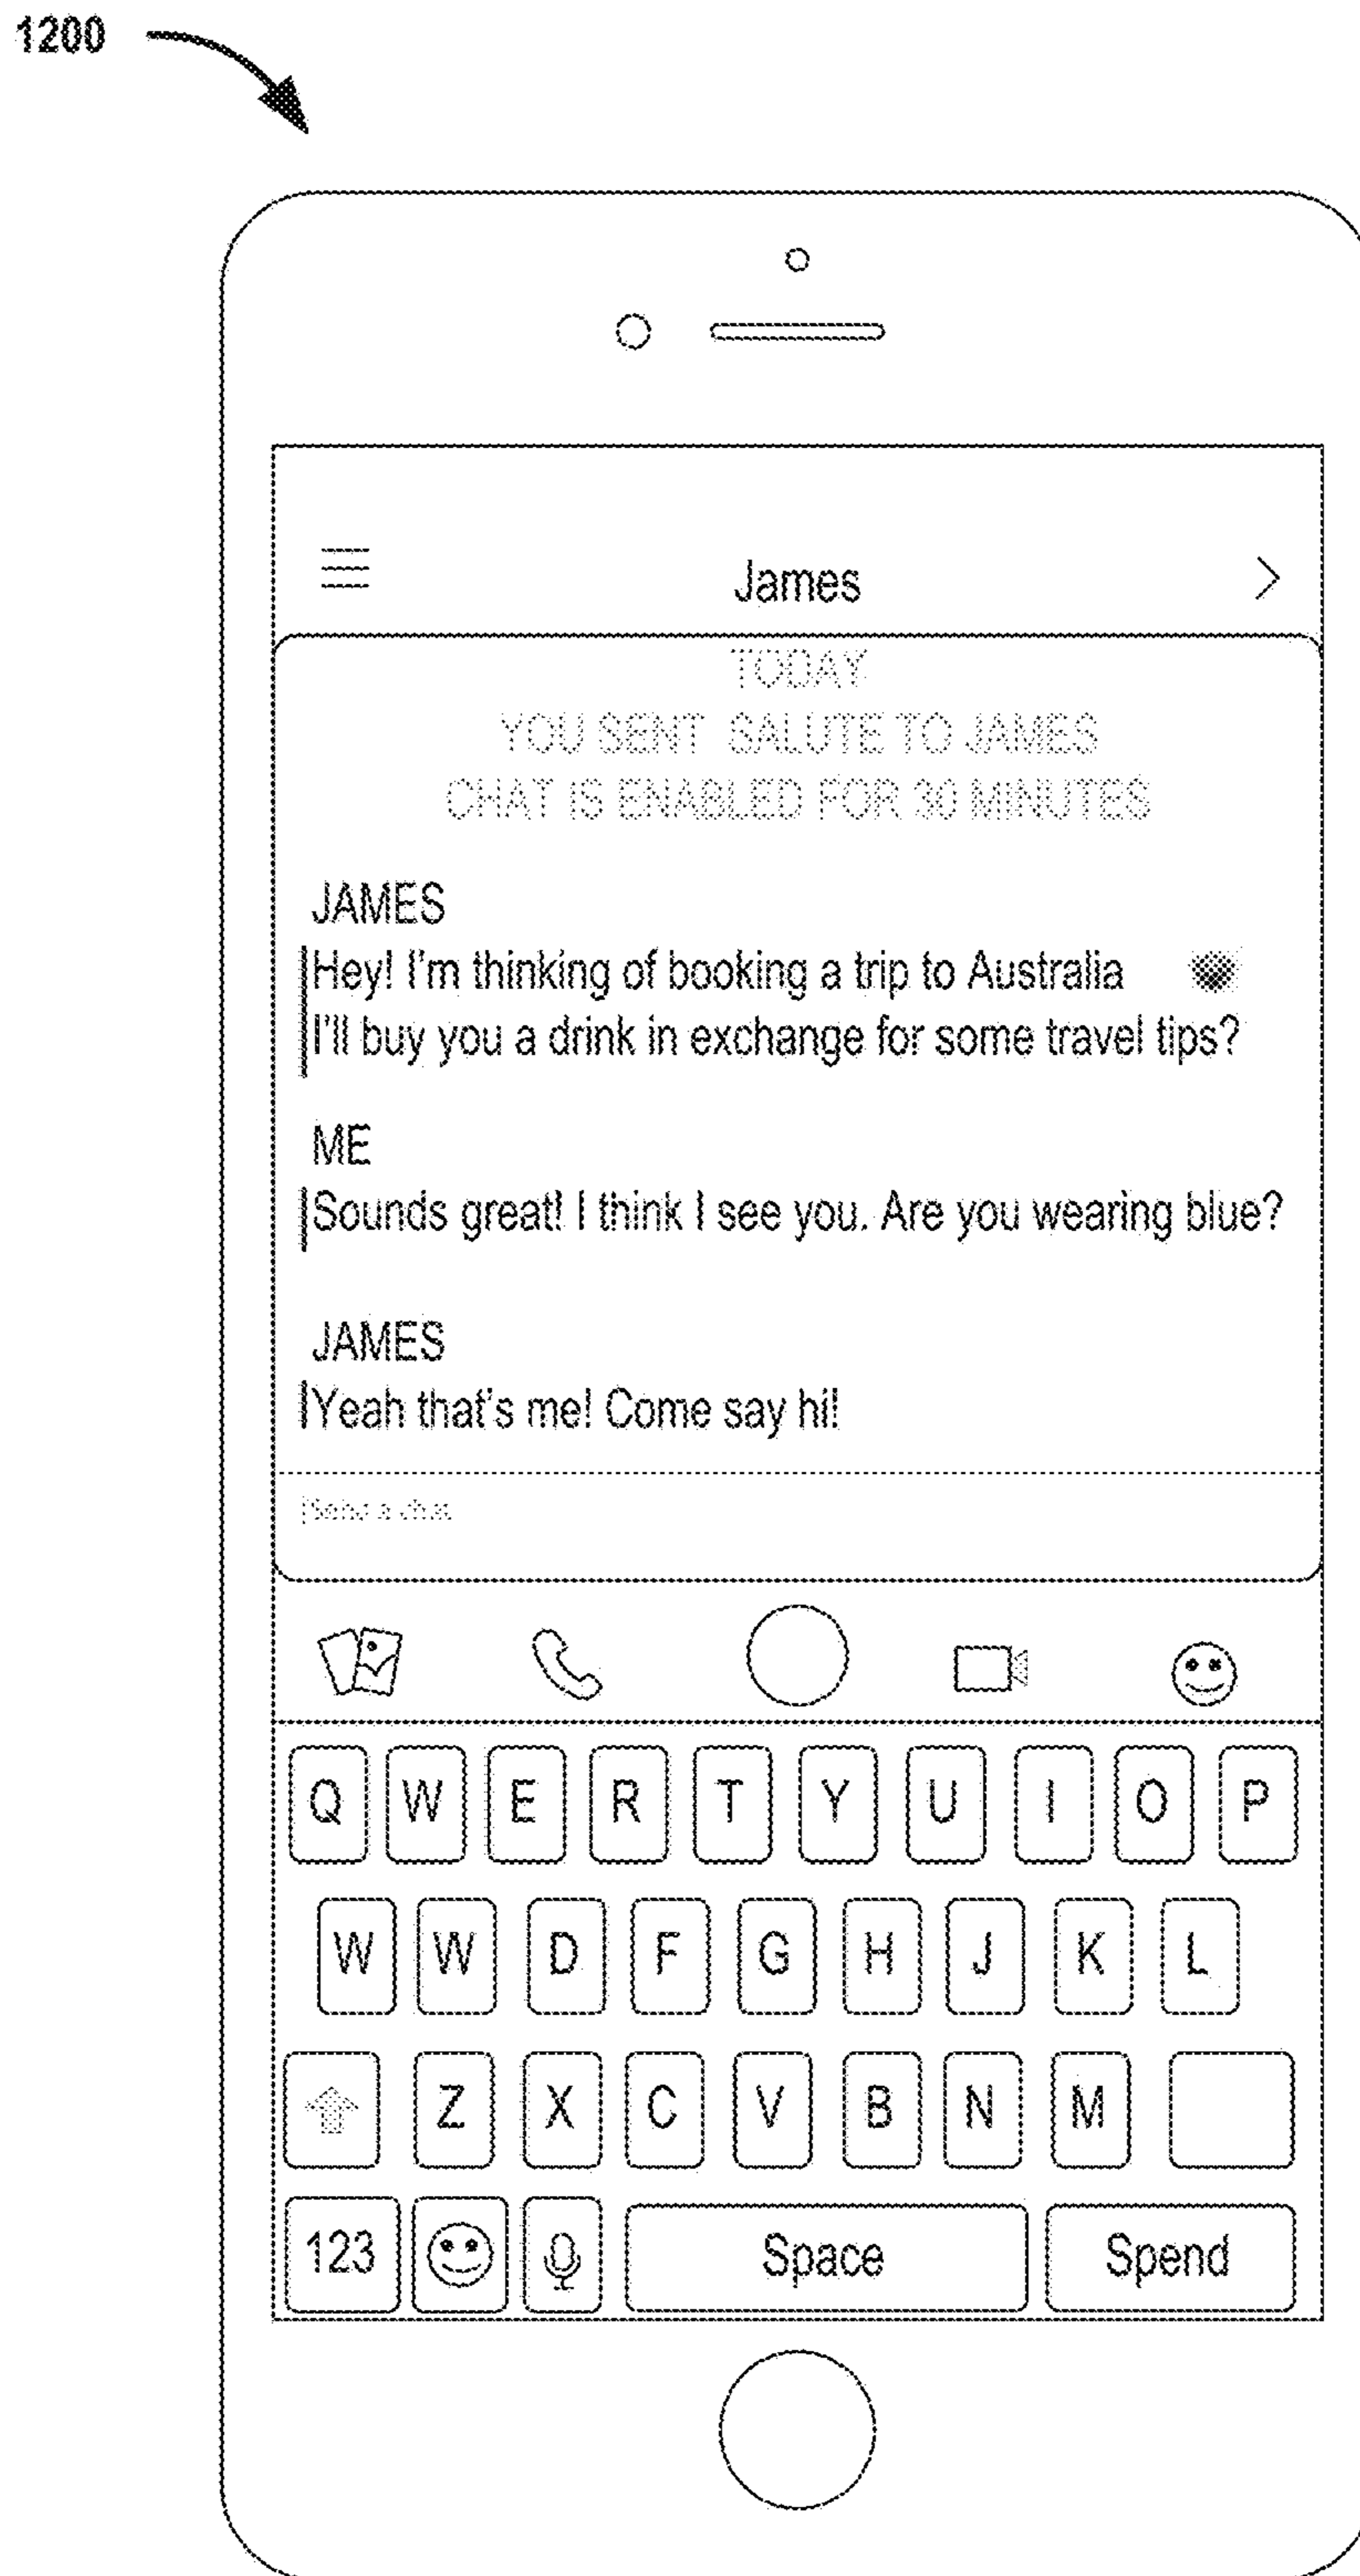 1200
James
TODAY
YOU SENT SALUTE TO JAMES
CHAT IS ENABLED FOR 30 MINUTES
JAMES
Hey! I'm thinking of booking a trip to Australia
I'll buy you a drink in exchange for some travel tips?
ME
Sounds great! I think I see you. Are you wearing blue?
JAMES
Yeah that's me! Come say hi!
Send a chat
Q W E R T Y U I O P
W W D F G H J K L
Z X C V B N M
123 Space Spend